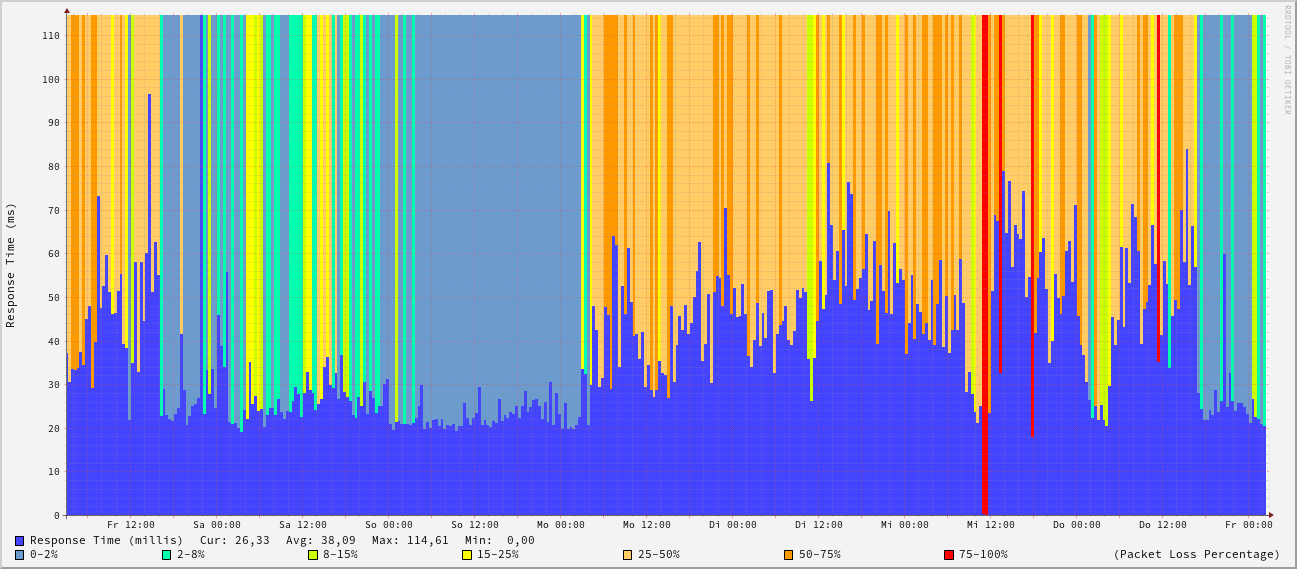 RRDTOOL / TOBI OETIKER
Response Time (ms)
110
100
90
80
70
60
50
40
30
20
10
0
Fr 12:00 Sa 00:00 Sa 12:00 So 00:00 So 12:00 Mo 00:00 Mo 12:00 Di 00:00 Di 12:00 Mi 00:00 Mi 12:00 Do 00:00 Do 12:00 Fr 00:00
Response Time (millis) Cur: 26,33 Avg: 38,09 Max: 114,61 Min: 0,00
0-2% 2-8% 8-15% 15-25% 25-50% 50-75% 75-100% (Packet Loss Percentage)